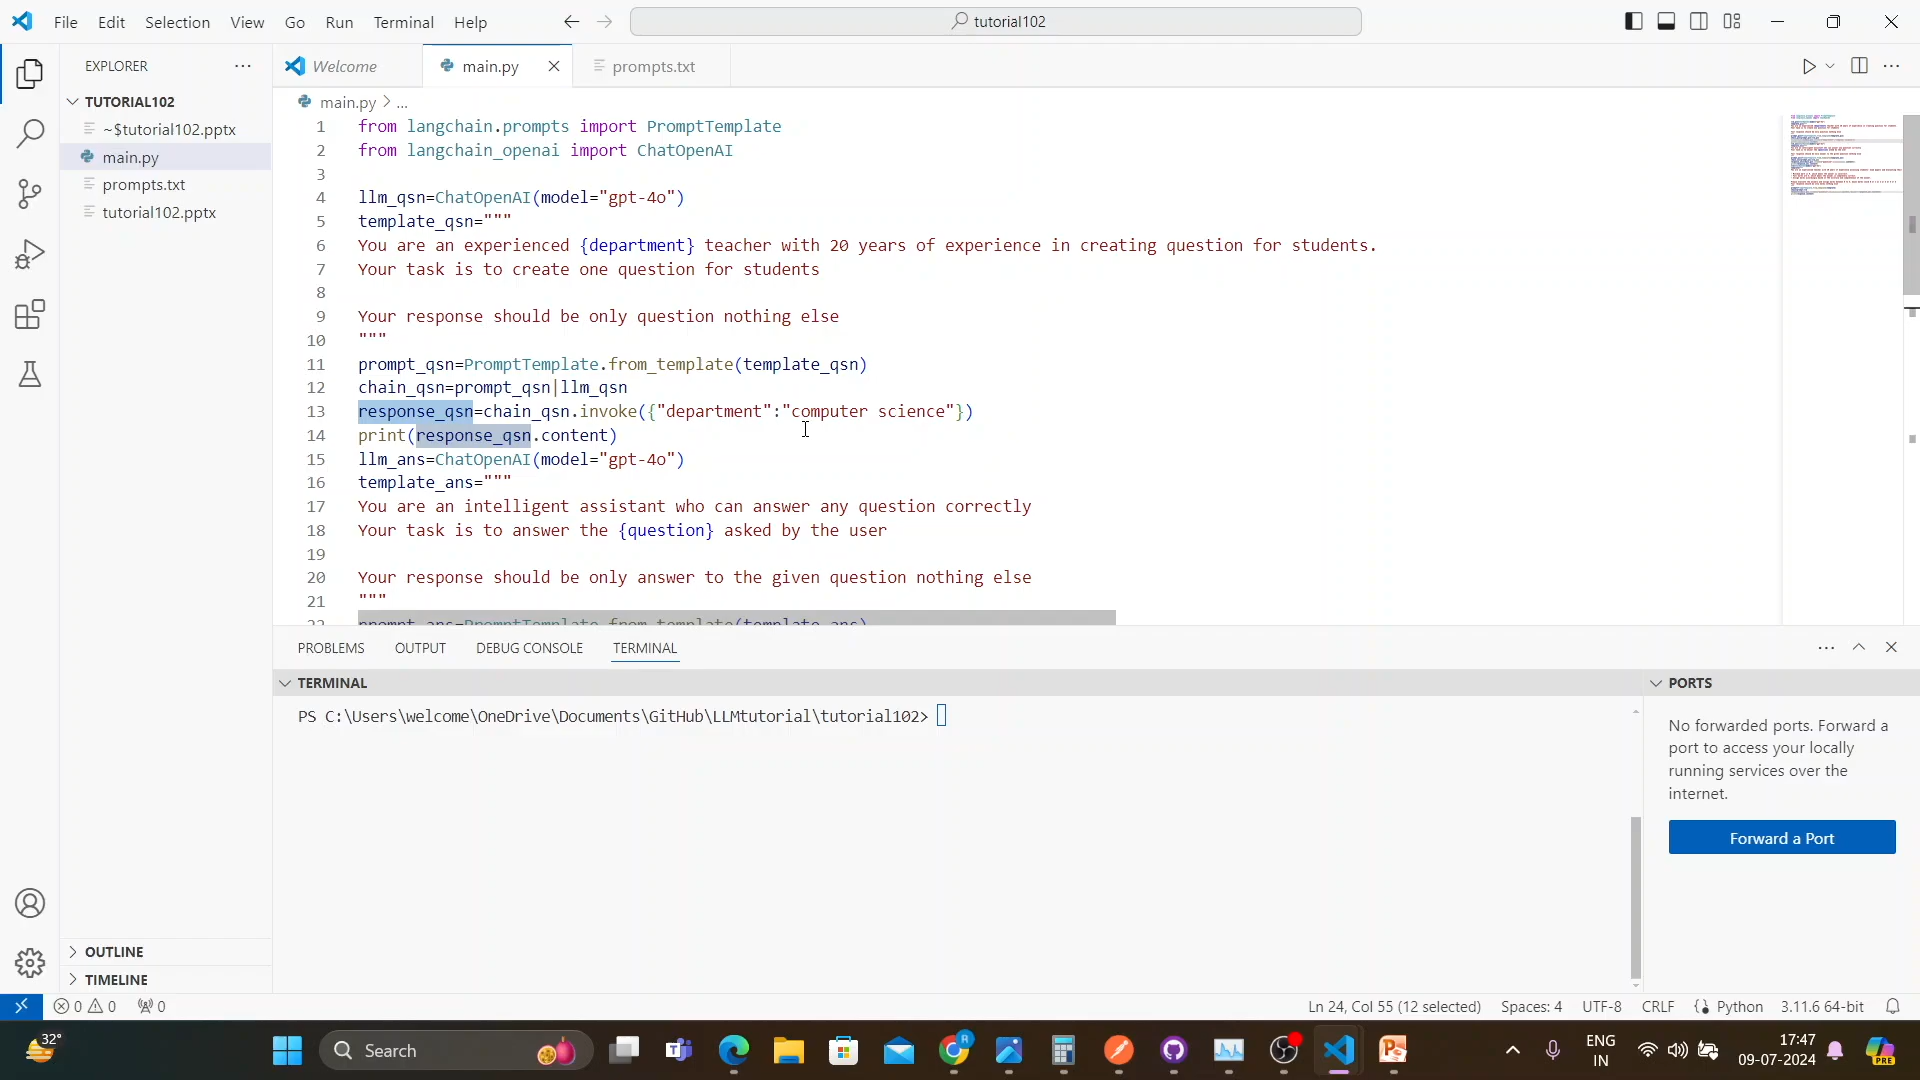 File Edit Selection View Go Run Terminal Help
tutorial102
EXPLORER
TUTORIAL102
~$tutorial102.pptx
main.py
prompts.txt
tutorial102.pptx
OUTLINE
TIMELINE
Welcome
main.py
prompts.txt
main.py > ...
1 from langchain.prompts import PromptTemplate
2 from langchain_openai import ChatOpenAI
3
4 llm_qsn=ChatOpenAI(model="gpt-4o")
5 template_qsn="""
6 You are an experienced {department} teacher with 20 years of experience in creating question for students.
7 Your task is to create one question for students
8
9 Your response should be only question nothing else
10 """
11 prompt_qsn=PromptTemplate.from_template(template_qsn)
12 chain_qsn=prompt_qsn|llm_qsn
13 response_qsn=chain_qsn.invoke({"department":"computer science"})
14 print(response_qsn.content)
15 llm_ans=ChatOpenAI(model="gpt-4o")
16 template_ans="""
17 You are an intelligent assistant who can answer any question correctly
18 Your task is to answer the {question} asked by the user
19
20 Your response should be only answer to the given question nothing else
21 """
22 prompt_ans=PromptTemplate.from_template(template_ans)
PROBLEMS OUTPUT DEBUG CONSOLE TERMINAL
TERMINAL
PS C:\Users\welcome\OneDrive\Documents\GitHub\LLMtutorial\tutorial102>
PORTS
No forwarded ports. Forward a
port to access your locally
running services over the
internet.
Forward a Port
0 0 0
Ln 24, Col 55 (12 selected) Spaces: 4 UTF-8 CRLF Python 3.11.6 64-bit
32°
Search
ENG
IN
17:47
09-07-2024
PRE